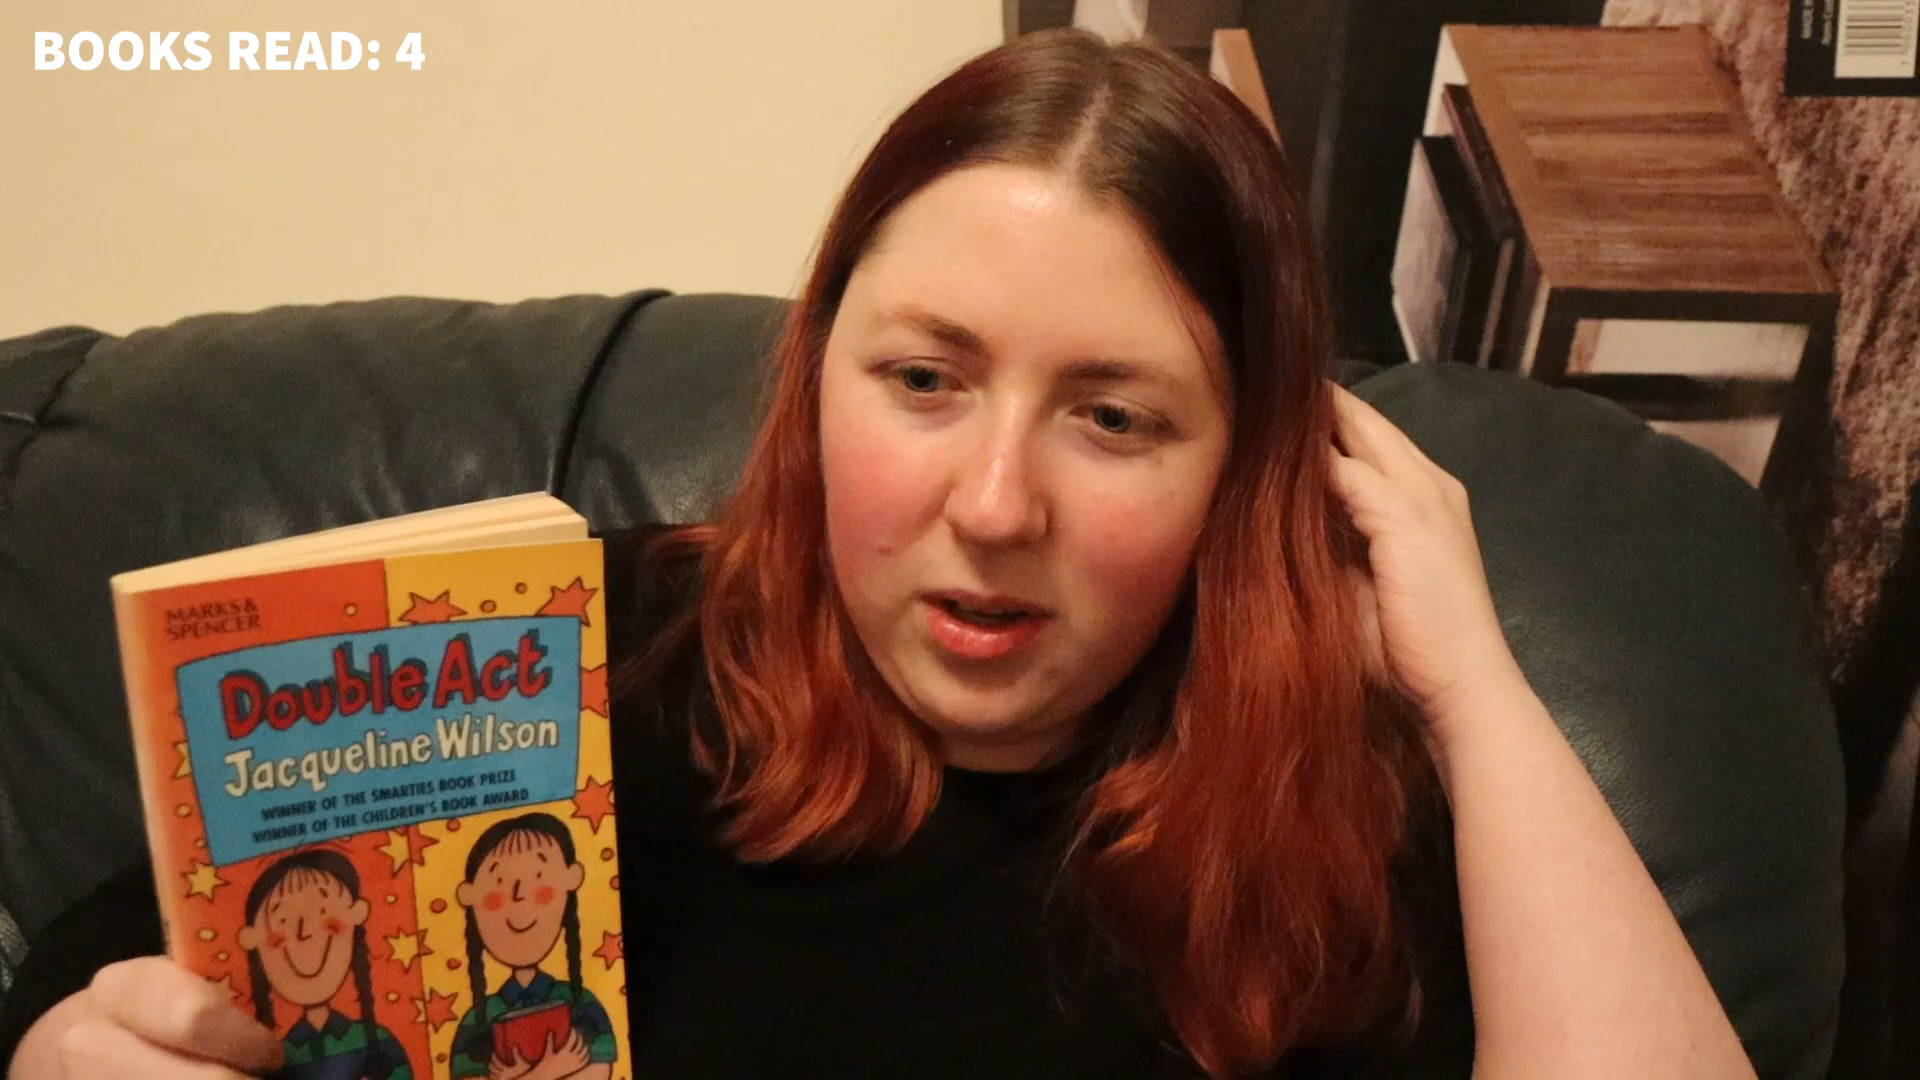 BOOKS READ: 4
MARKS &
SPENCER
Double Act
Jacqueline Wilson
WINNER OF THE SMARTIES BOOK PRIZE
WINNER OF THE CHILDREN'S BOOK AWARD